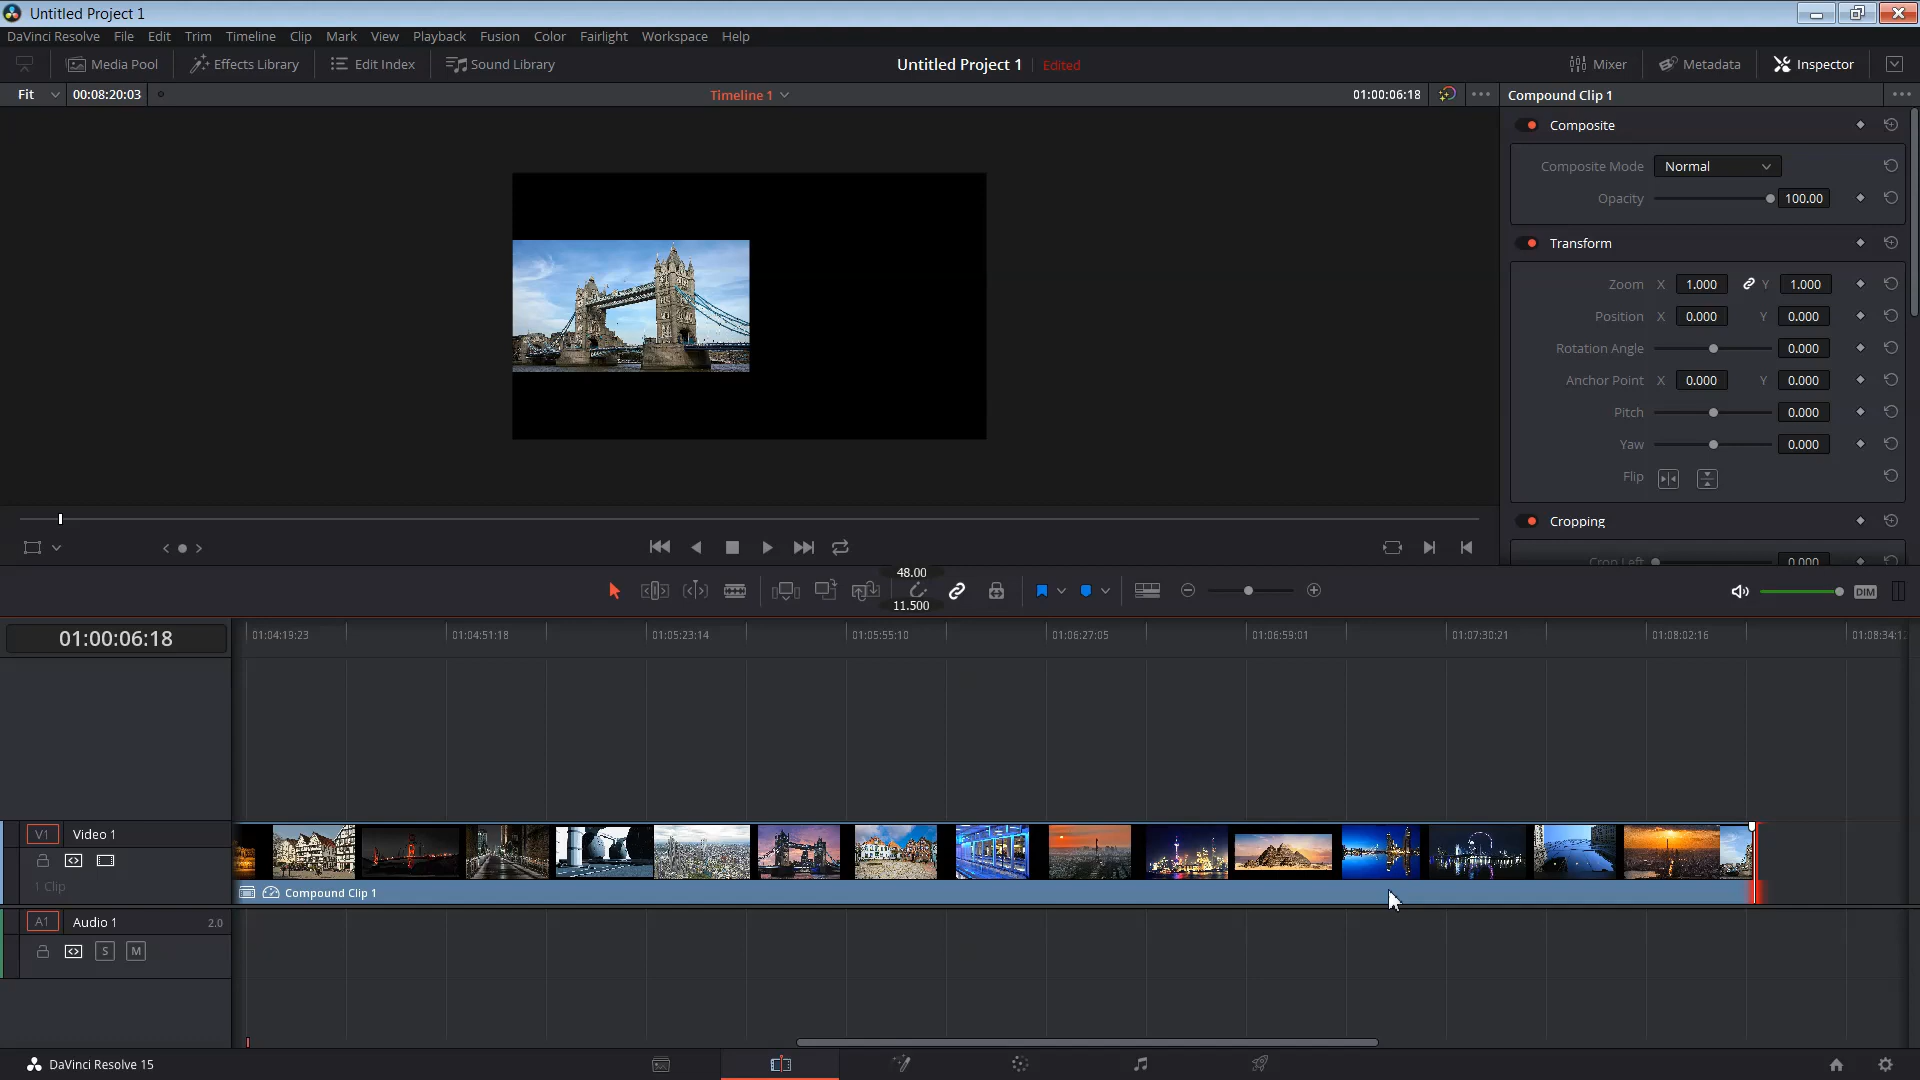 Untitled Project 1
DaVinci Resolve File Edit Trim Timeline Clip Mark View Playback Fusion Color Fairlight Workspace Help
Media Pool Effects Library Edit Index Sound Library Untitled Project 1 Edited Mixer Metadata Inspector
Fit 00:08:20:03 Timeline 1 01:00:06:18 Compound Clip 1
Composite
Composite Mode Normal
Opacity 100.00
Transform
Zoom X 1.000 Y 1.000
Position X 0.000 Y 0.000
Rotation Angle 0.000
Anchor Point X 0.000 Y 0.000
Pitch 0.000
Yaw 0.000
Flip
Cropping
Crop Left 0.000
48.00
11.500
DIM
01:00:06:18
01:04:19:23 01:04:51:18 01:05:23:14 01:05:55:10 01:06:27:05 01:06:59:01 01:07:30:21 01:08:02:16
V1 Video 1
1 Clip
Compound Clip 1
A1 Audio 1 2.0
S M
DaVinci Resolve 15